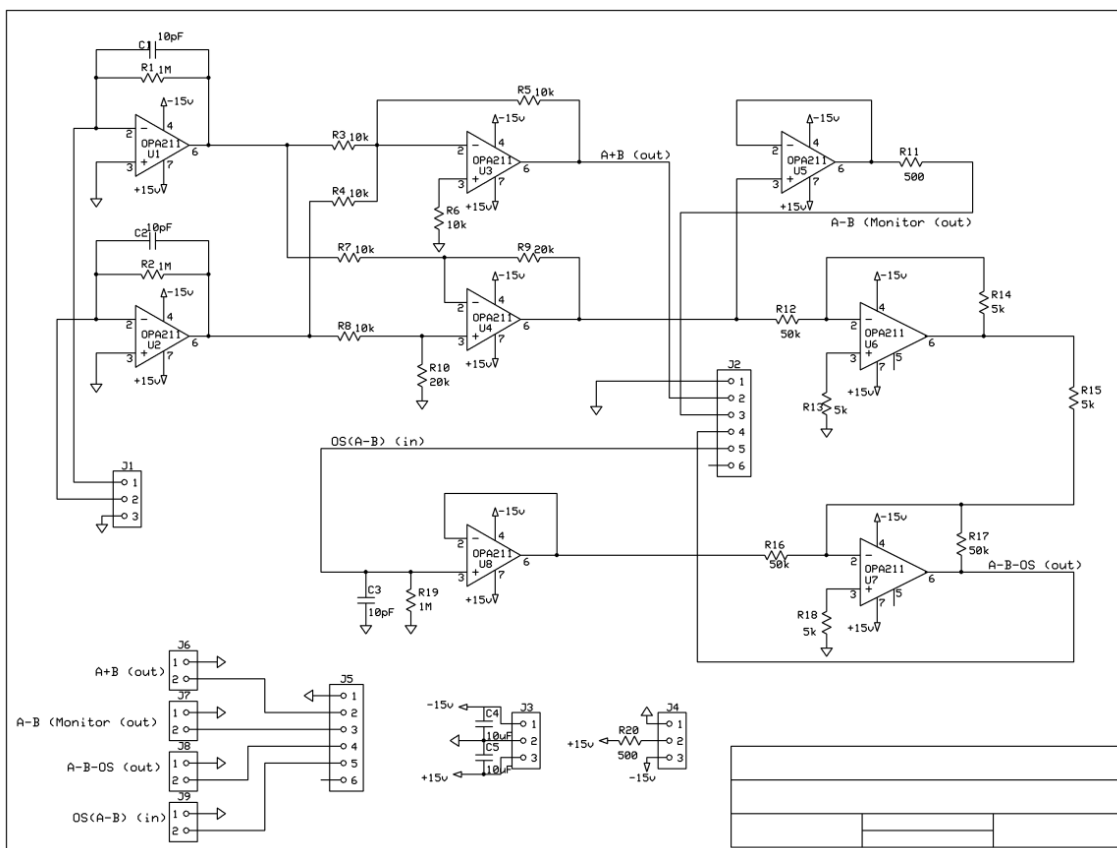 10pF
C1
R1 1M
-15v
2 - 4
OPA211
U1 6
3 + 7
+15v
10pF
C2
R2 1M
-15v
2 - 4
OPA211
U2 6
3 + 7
+15v
R3 10k
R4 10k
R5 10k
-15v
2 - 4
OPA211
U3 6
3 + 7
+15v
R6
10k
A+B (out)
R7 10k
R8 10k
R9 20k
R10
20k
-15v
2 - 4
OPA211
U4 6
3 + 7
+15v
-15v
2 - 4
OPA211
U5 6
3 + 7
+15v
R11
500
A-B (Monitor (out)
R12
50k
R13
5k
-15v
2 - 4
OPA211
U6 6
3 + 7 5
+15v
R14
5k
R15
5k
J2
1
2
3
4
5
6
OS(A-B) (in)
J1
1
2
3
-15v
2 - 4
OPA211
U8 6
3 + 7
+15v
C3
10pF
R19
1M
R16
50k
-15v
2 - 4
OPA211
U7 6
3 + 7 5
+15v
R17
50k
R18
5k
A-B-OS (out)
J6
A+B (out)
1
2
J7
A-B (Monitor (out)
1
2
J8
A-B-OS (out)
1
2
J9
OS(A-B) (in)
1
2
J5
1
2
3
4
5
6
-15v
C4
10uF
C5
10uF
+15v
J3
1
2
3
J4
1
2
3
R20
500
+15v
-15v